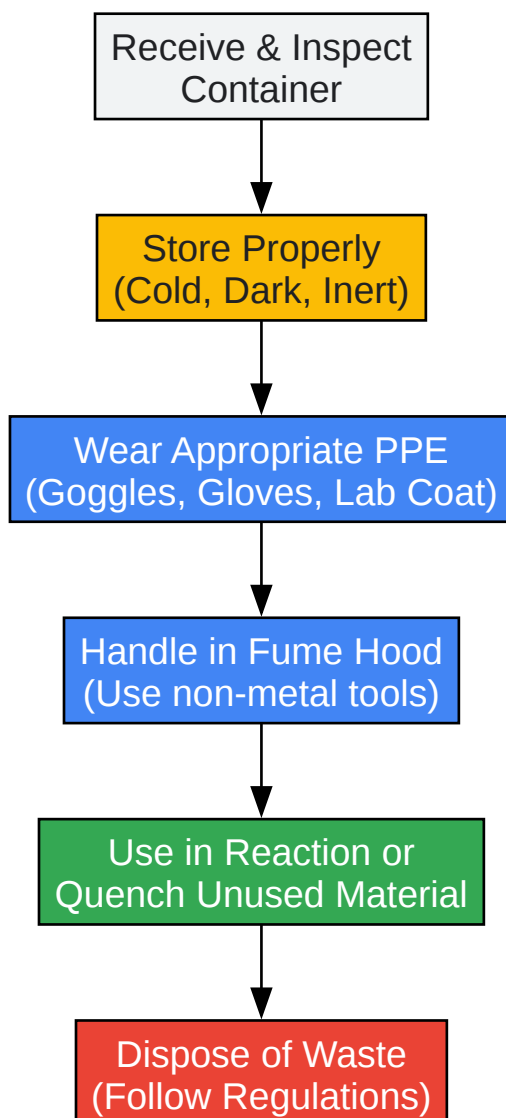 Receive & Inspect
Container
Store Properly
(Cold, Dark, Inert)
Wear Appropriate PPE
(Goggles, Gloves, Lab Coat)
Handle in Fume Hood
(Use non-metal tools)
Use in Reaction or
Quench Unused Material
Dispose of Waste
(Follow Regulations)